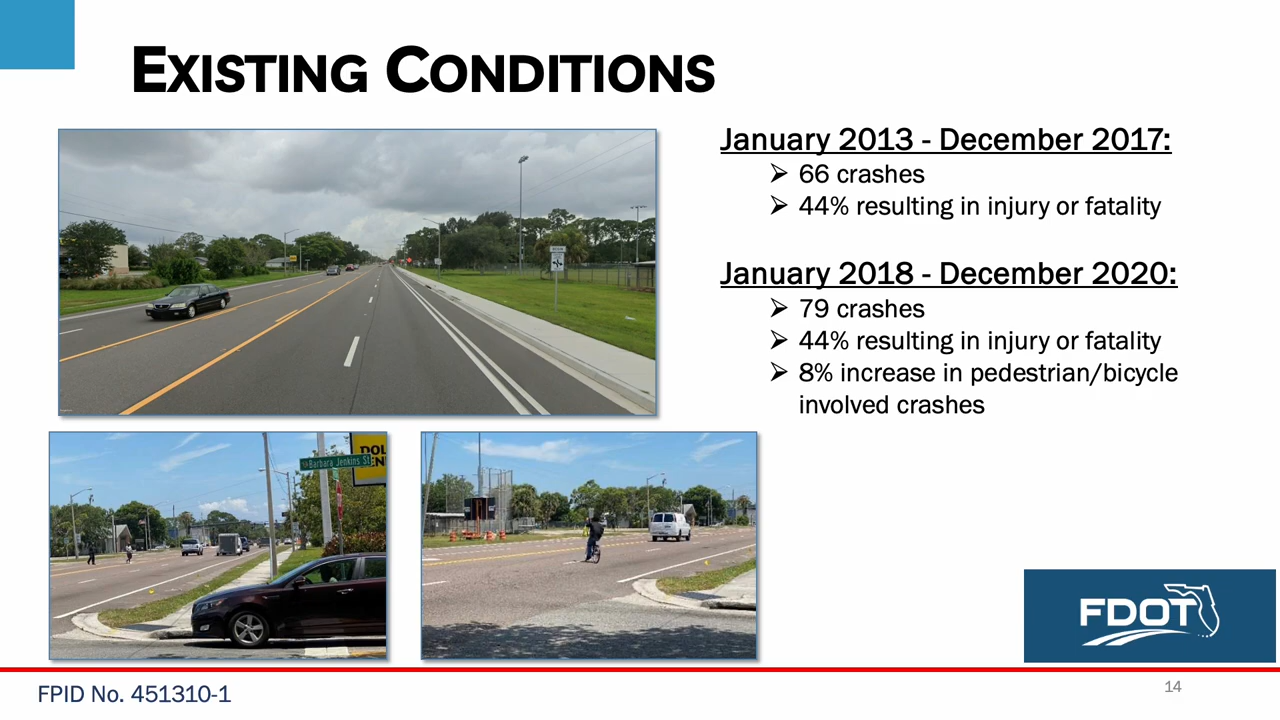 EXISTING CONDITIONS
January 2013 - December 2017:
➢ 66 crashes
➢ 44% resulting in injury or fatality
January 2018 - December 2020:
➢ 79 crashes
➢ 44% resulting in injury or fatality
➢ 8% increase in pedestrian/bicycle
involved crashes
Barbara Jenkins St
FDOT
FPID No. 451310-1
14